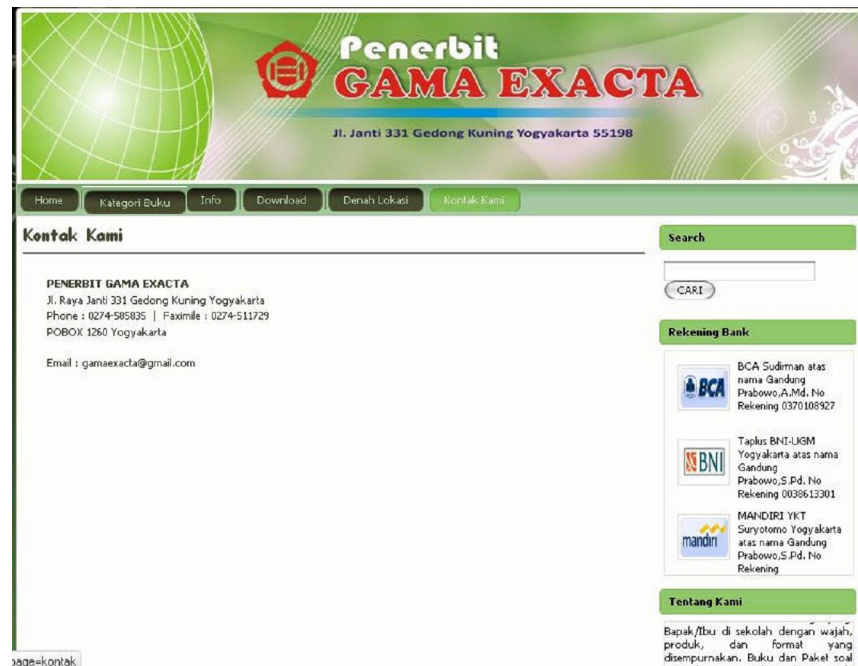 Penerbit
GAMA EXACTA
Jl. Janti 331 Gedong Kuning Yogyakarta 55198
Home
Kategori Buku
Info
Download
Denah Lokasi
Kontak Kami
Kontak Kami
PENERBIT GAMA EXACTA
Jl. Raya Janti 331 Gedong Kuning Yogyakarta
Phone : 0274-585835 | Faximile : 0274-511729
POBOX 1260 Yogyakarta
Email : gamaexacta@gmail.com
Search
CARI
Rekening Bank
BCA
BCA Sudirman atas
nama Gandung
Prabowo,A.Md. No
Rekening 0370108927
BNI
Taplus BNI-UGM
Yogyakarta atas nama
Gandung
Prabowo,S.Pd. No
Rekening 0038613301
mandiri
MANDIRI YKT
Suryotomo Yogyakarta
atas nama Gandung
Prabowo,S.Pd. No
Rekening
Tentang Kami
Bapak/Ibu di sekolah dengan wajah,
produk, dan format yang
disempurnakan. Buku dan Paket soal
page=kontak